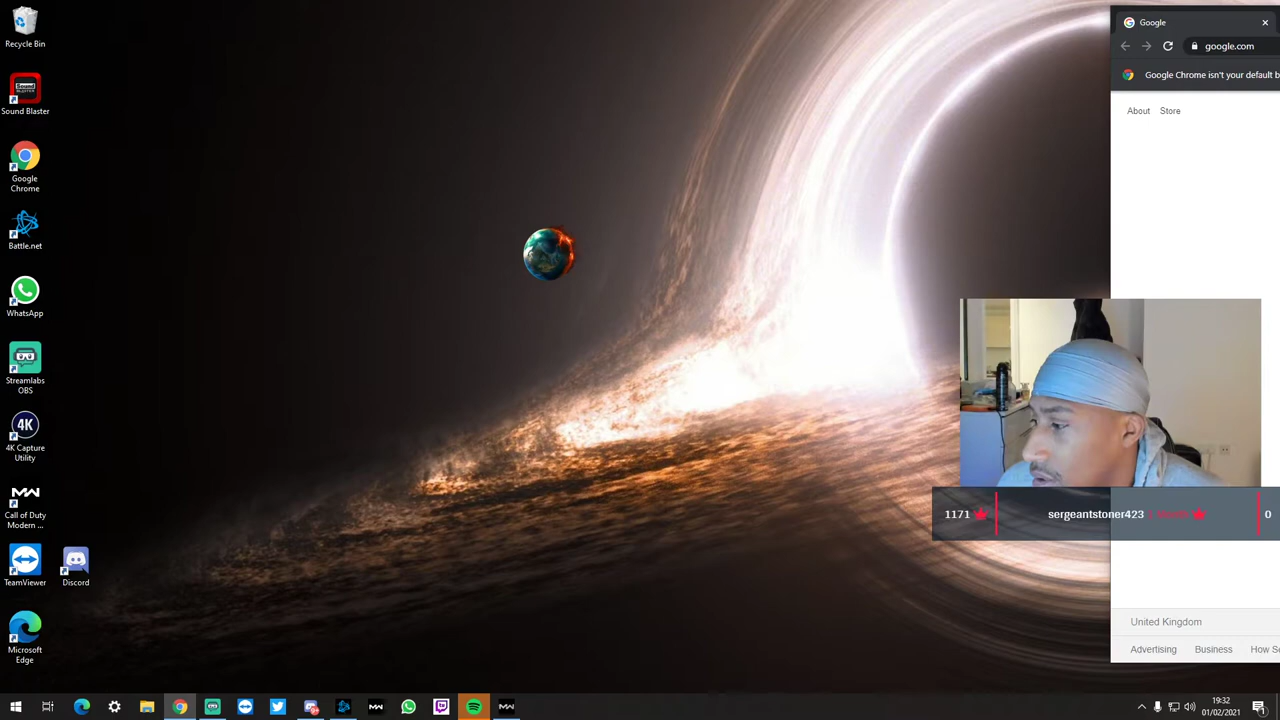 Recycle Bin
Sound Blaster
Google
Chrome
Battle.net
WhatsApp
Streamlabs
OBS
4K
4K Capture
Utility
Call of Duty
Modern ...
TeamViewer
Discord
Microsoft
Edge
Google
google.com
Google Chrome isn't your default b
About Store
1171
sergeantstoner423
0
United Kingdom
Advertising Business How Se
19:32
01/02/2021
1